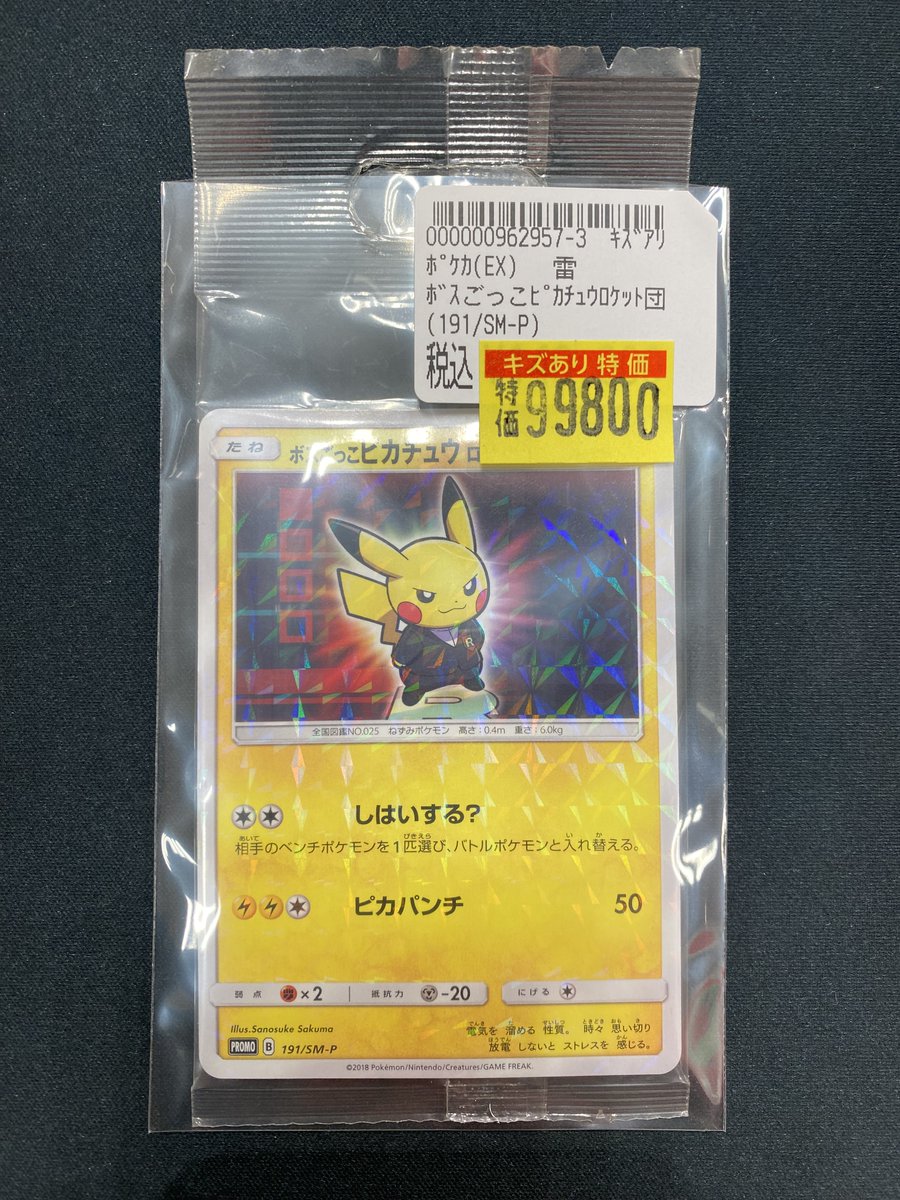 000000962957-3 ｷｽﾞｱﾘ
ﾎﾟｹｶ(EX) 雷
ﾎﾞｽごっこﾋﾟｶﾁｭｳﾛｹｯﾄ団
(191/SM-P)
税込
キズあり特価
特価 99800
たね
ボスごっこピカチュウ ロ
R
R
全国図鑑NO.025 ねずみポケモン 高さ:0.4m 重さ:6.0kg
しはいする?
相手のベンチポケモンを1匹選び、バトルポケモンと入れ替える。
ピカパンチ 50
弱点 ×2 抵抗力 -20 にげる
Illus.Sanosuke Sakuma
電気を 溜める 性質。 時々 思い切り
放電 しないと ストレスを 感じる。
PROMO B 191/SM-P
©2018 Pokémon/Nintendo/Creatures/GAME FREAK.